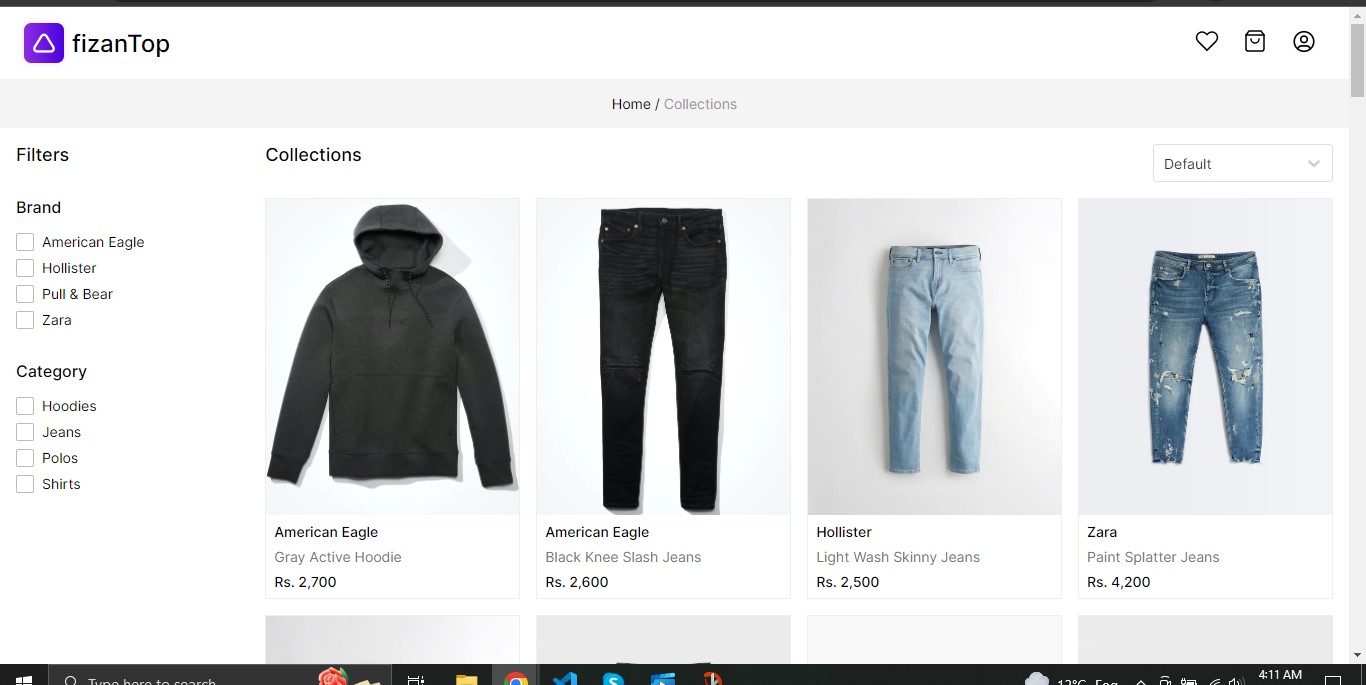 fizanTop
Home / Collections
Filters
Collections
Default
Brand
American Eagle
Hollister
Pull & Bear
Zara
Category
Hoodies
Jeans
Polos
Shirts
American Eagle
Gray Active Hoodie
Rs. 2,700
American Eagle
Black Knee Slash Jeans
Rs. 2,600
Hollister
Light Wash Skinny Jeans
Rs. 2,500
Zara
Paint Splatter Jeans
Rs. 4,200
Type here to search
12°C Fog
4:11 AM